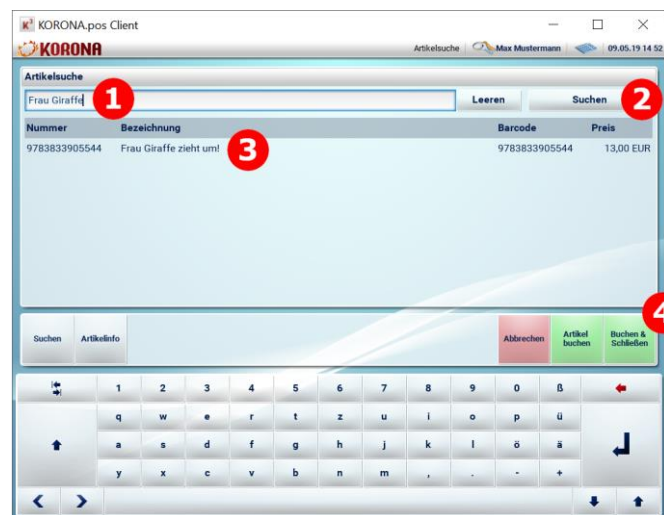 KORONA.pos Client
KORONA Artikelsuche Max Mustermann 09.05.19 14 52
Artikelsuche
Frau Giraffe 1 Leeren Suchen 2
Nummer Bezeichnung Barcode Preis
9783833905544 Frau Giraffe zieht um! 3 9783833905544 13,00 EUR
4
Suchen Artikelinfo Abbrechen Artikel buchen Buchen & Schließen
1 2 3 4 5 6 7 8 9 0 ß
q w e r t z u i o p ü
a s d f g h j k l ö ä
y x c v b n m , . - +